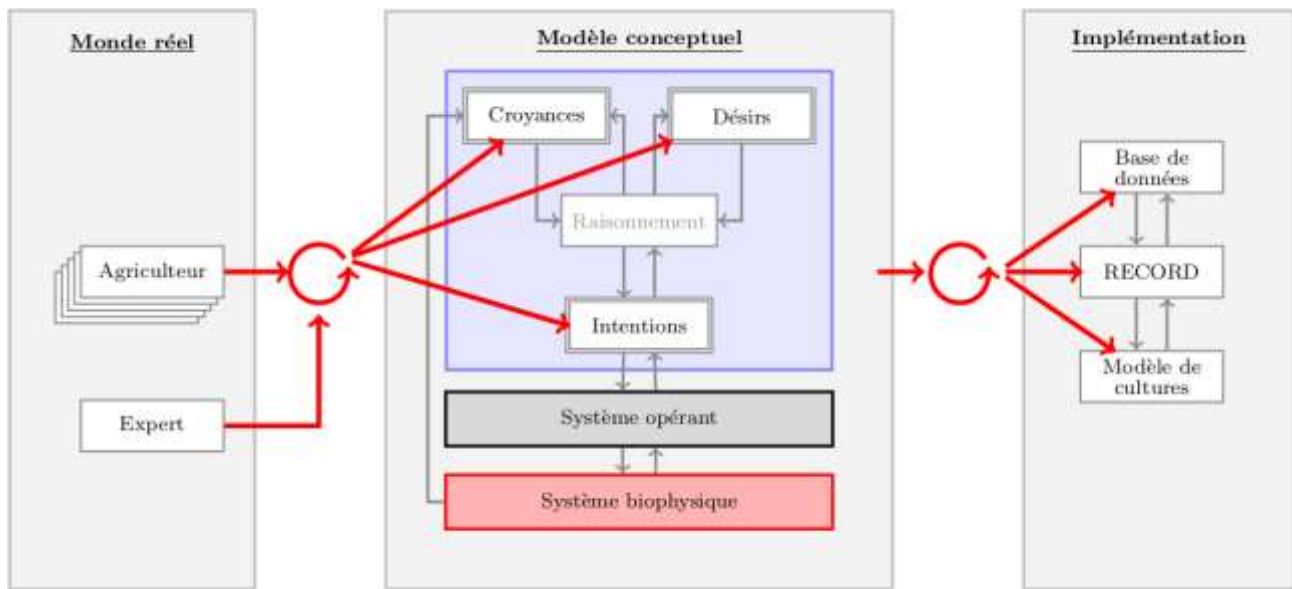 Monde réel
Agriculteur
Expert
Modèle conceptuel
Croyances
Désirs
Raisonnement
Intentions
Système opérant
Système biophysique
Implémentation
Base de
données
RECORD
Modèle de
cultures